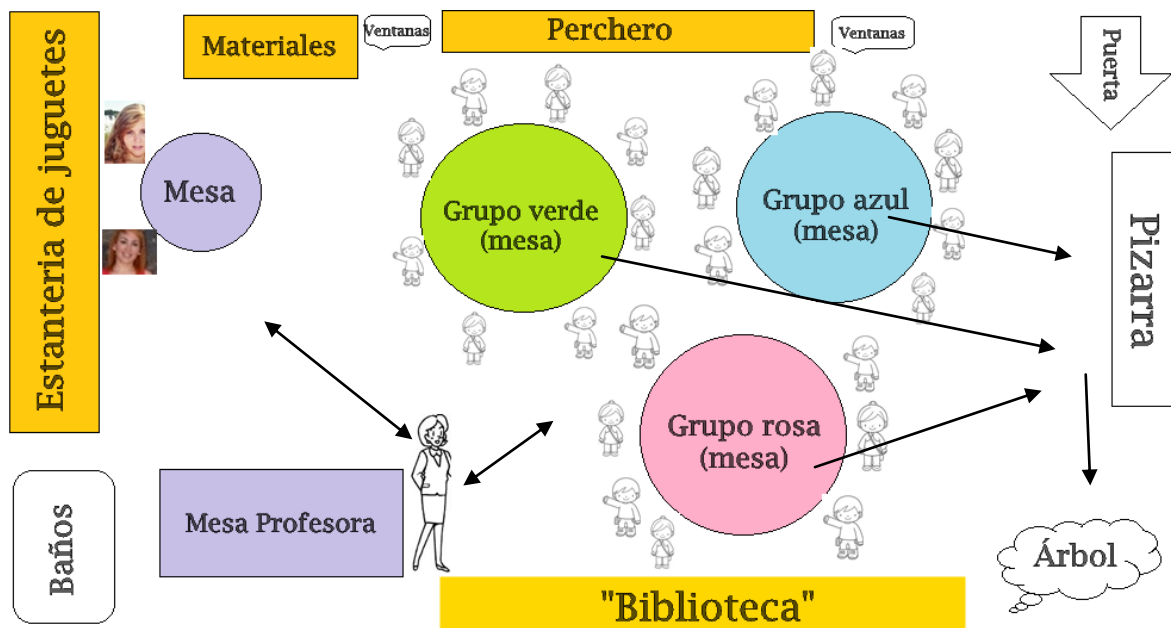 Materiales
Ventanas
Perchero
Ventanas
Puerta
Estanteria de juguetes
Mesa
Grupo verde
(mesa)
Grupo azul
(mesa)
Pizarra
Grupo rosa
(mesa)
Baños
Mesa Profesora
Árbol
"Biblioteca"